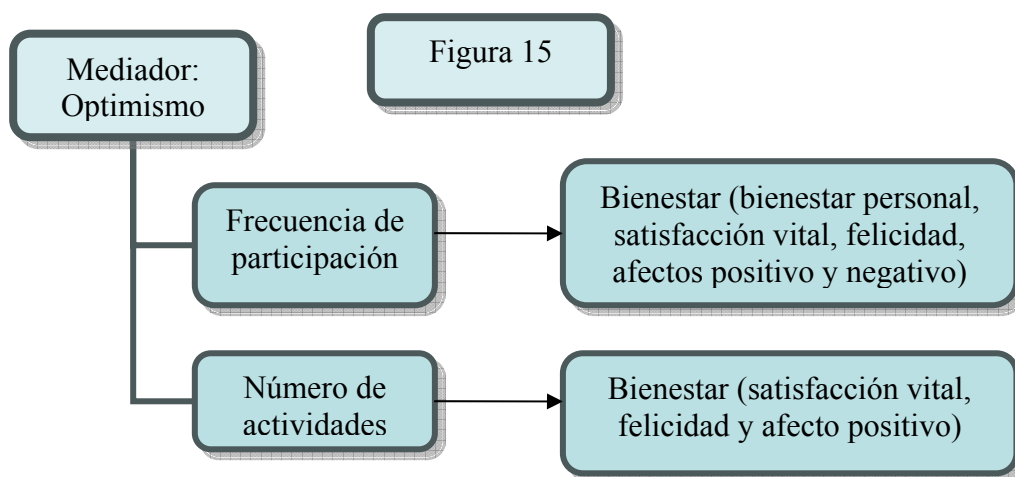 Figura 15
Mediador:
Optimismo
Frecuencia de
participación
Bienestar (bienestar personal,
satisfacción vital, felicidad,
afectos positivo y negativo)
Número de
actividades
Bienestar (satisfacción vital,
felicidad y afecto positivo)